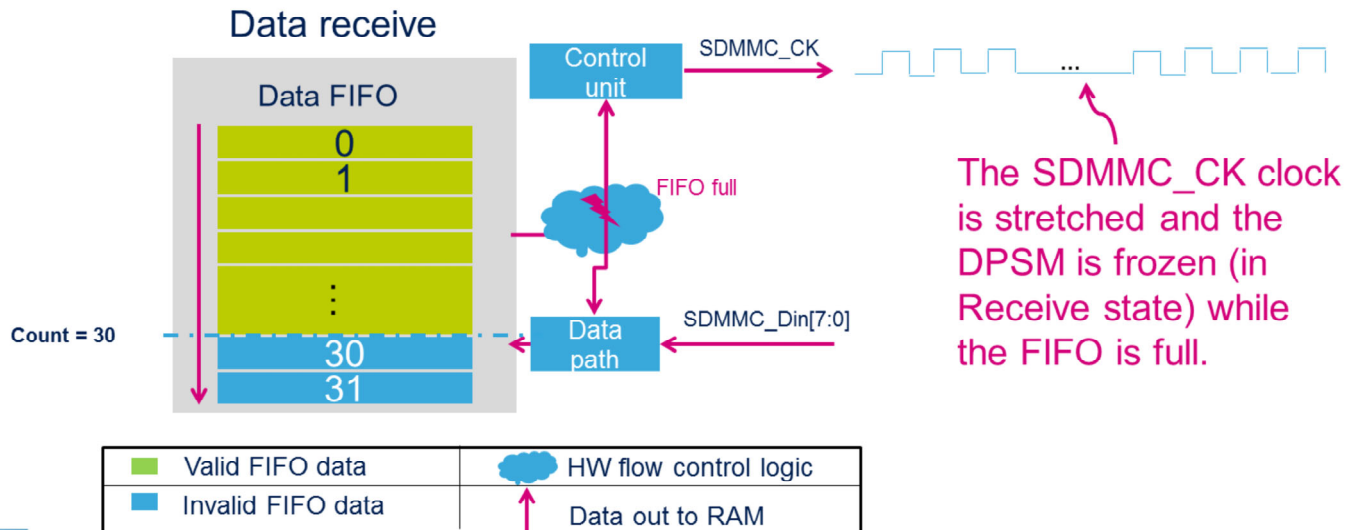 Data receive
Data FIFO
0
1
⋮
30
31
Count = 30
Control
unit
SDMMC_CK
...
FIFO full
Data
path
SDMMC_Din[7:0]
The SDMMC_CK clock
is stretched and the
DPSM is frozen (in
Receive state) while
the FIFO is full.
Valid FIFO data
HW flow control logic
Invalid FIFO data
Data out to RAM